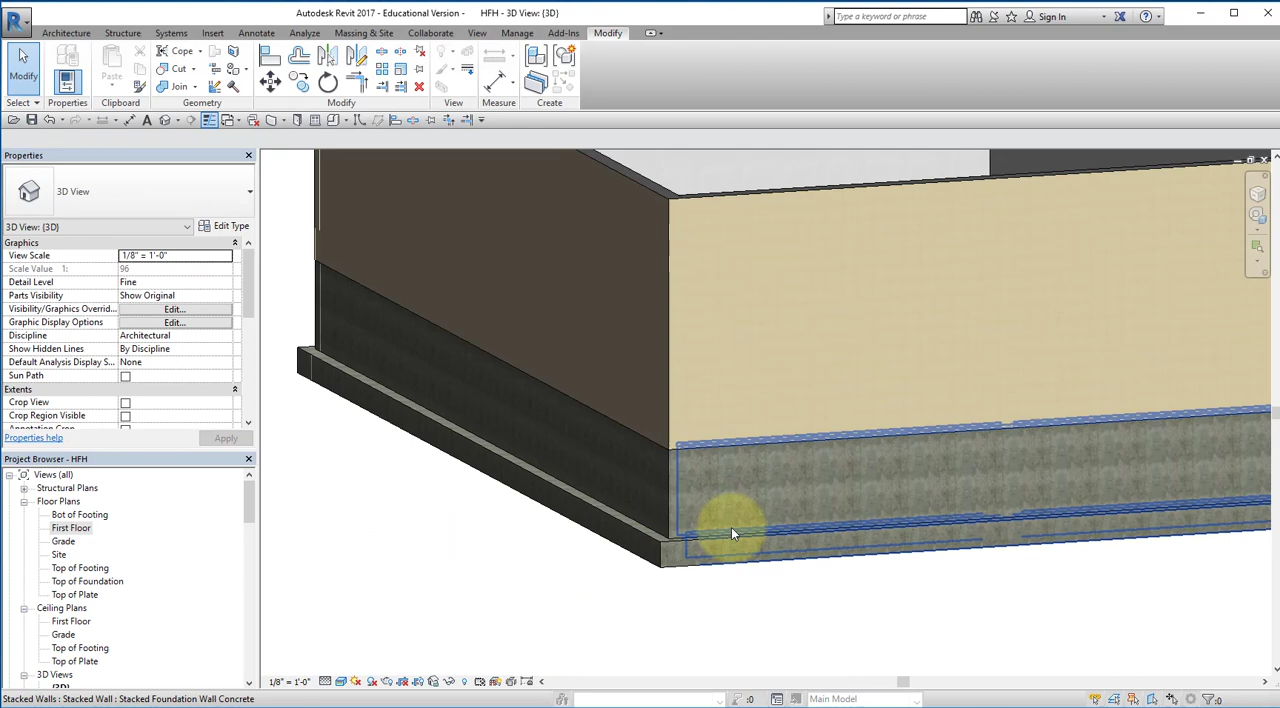 Autodesk Revit 2017 - Educational Version - HFH - 3D View: {3D}
Type a keyword or phrase
Sign In
Architecture Structure Systems Insert Annotate Analyze Massing & Site Collaborate View Manage Add-Ins Modify
Modify
Paste
Cope
Cut
Join
Select Properties Clipboard Geometry Modify View Measure Create
Properties
3D View
3D View: {3D}
Edit Type
Graphics
View Scale 1/8" = 1'-0"
Scale Value 1: 96
Detail Level Fine
Parts Visibility Show Original
Visibility/Graphics Overrid... Edit...
Graphic Display Options Edit...
Discipline Architectural
Show Hidden Lines By Discipline
Default Analysis Display S... None
Sun Path
Extents
Crop View
Crop Region Visible
Properties help
Apply
Project Browser - HFH
Views (all)
Structural Plans
Floor Plans
Bot of Footing
First Floor
Grade
Site
Top of Footing
Top of Foundation
Top of Plate
Ceiling Plans
First Floor
Grade
Top of Footing
Top of Plate
3D Views
1/8" = 1'-0"
Stacked Walls : Stacked Wall : Stacked Foundation Wall Concrete
:0
Main Model
:0